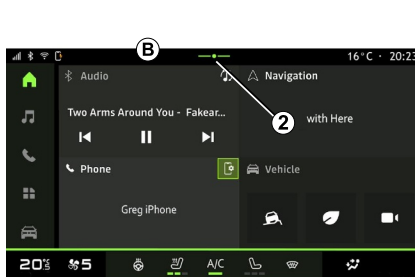 B
16°C · 20:23
Audio
Navigation
Two Arms Around You - Fakear...
with Here
2
Phone
Vehicle
Greg iPhone
20.5 5 A/C